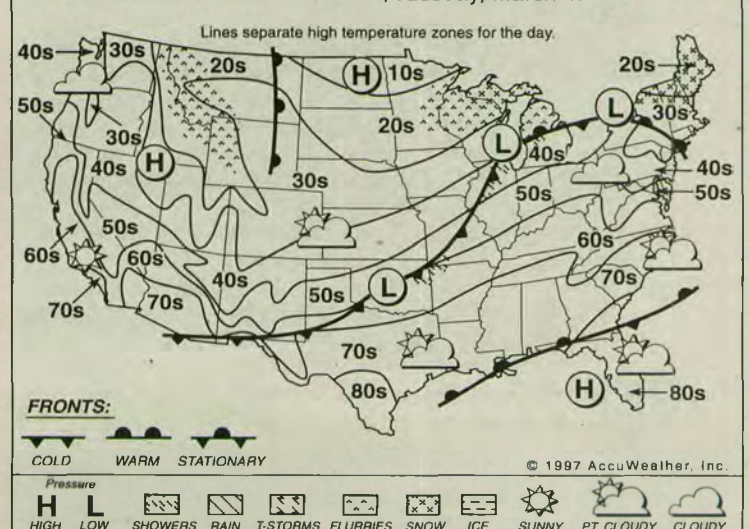 Lines separate high temperature zones for the day.
40s 30s 20s H 10s 20s
50s 30s 20s L L 30s
40s H 30s 40s 40s
50s 50s 50s
60s 60s 60s
70s 70s 40s 50s L 70s
70s
80s H 80s
FRONTS:
COLD WARM STATIONARY
© 1997 AccuWeather, Inc.
Pressure
H L
HIGH LOW SHOWERS RAIN T-STORMS FLURRIES SNOW ICE SUNNY PT. CLOUDY CLOUDY